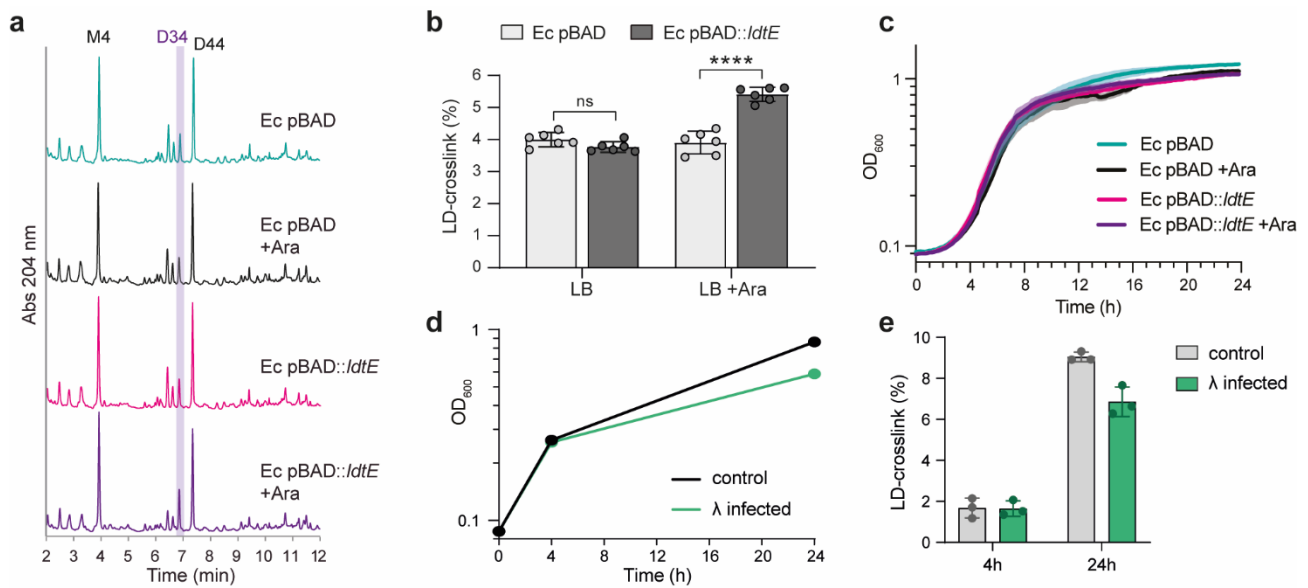 a
M4
D34
D44
Ec pBAD
Ec pBAD
+Ara
Ec pBAD::ldtE
Ec pBAD::ldtE
+Ara
Abs 204 nm
2 3 4 5 6 7 8 9 10 11 12
Time (min)
b
Ec pBAD
Ec pBAD::ldtE
LD-crosslink (%)
6
5
4
3
2
1
0
ns
****
LB
LB +Ara
c
OD600
1
0.1
Ec pBAD
Ec pBAD +Ara
Ec pBAD::ldtE
Ec pBAD::ldtE +Ara
0 4 8 12 16 20 24
Time (h)
d
OD600
1
0.1
control
λ infected
0 4 8 12 16 20 24
Time (h)
e
LD-crosslink (%)
10
8
6
4
2
0
control
λ infected
4h
24h